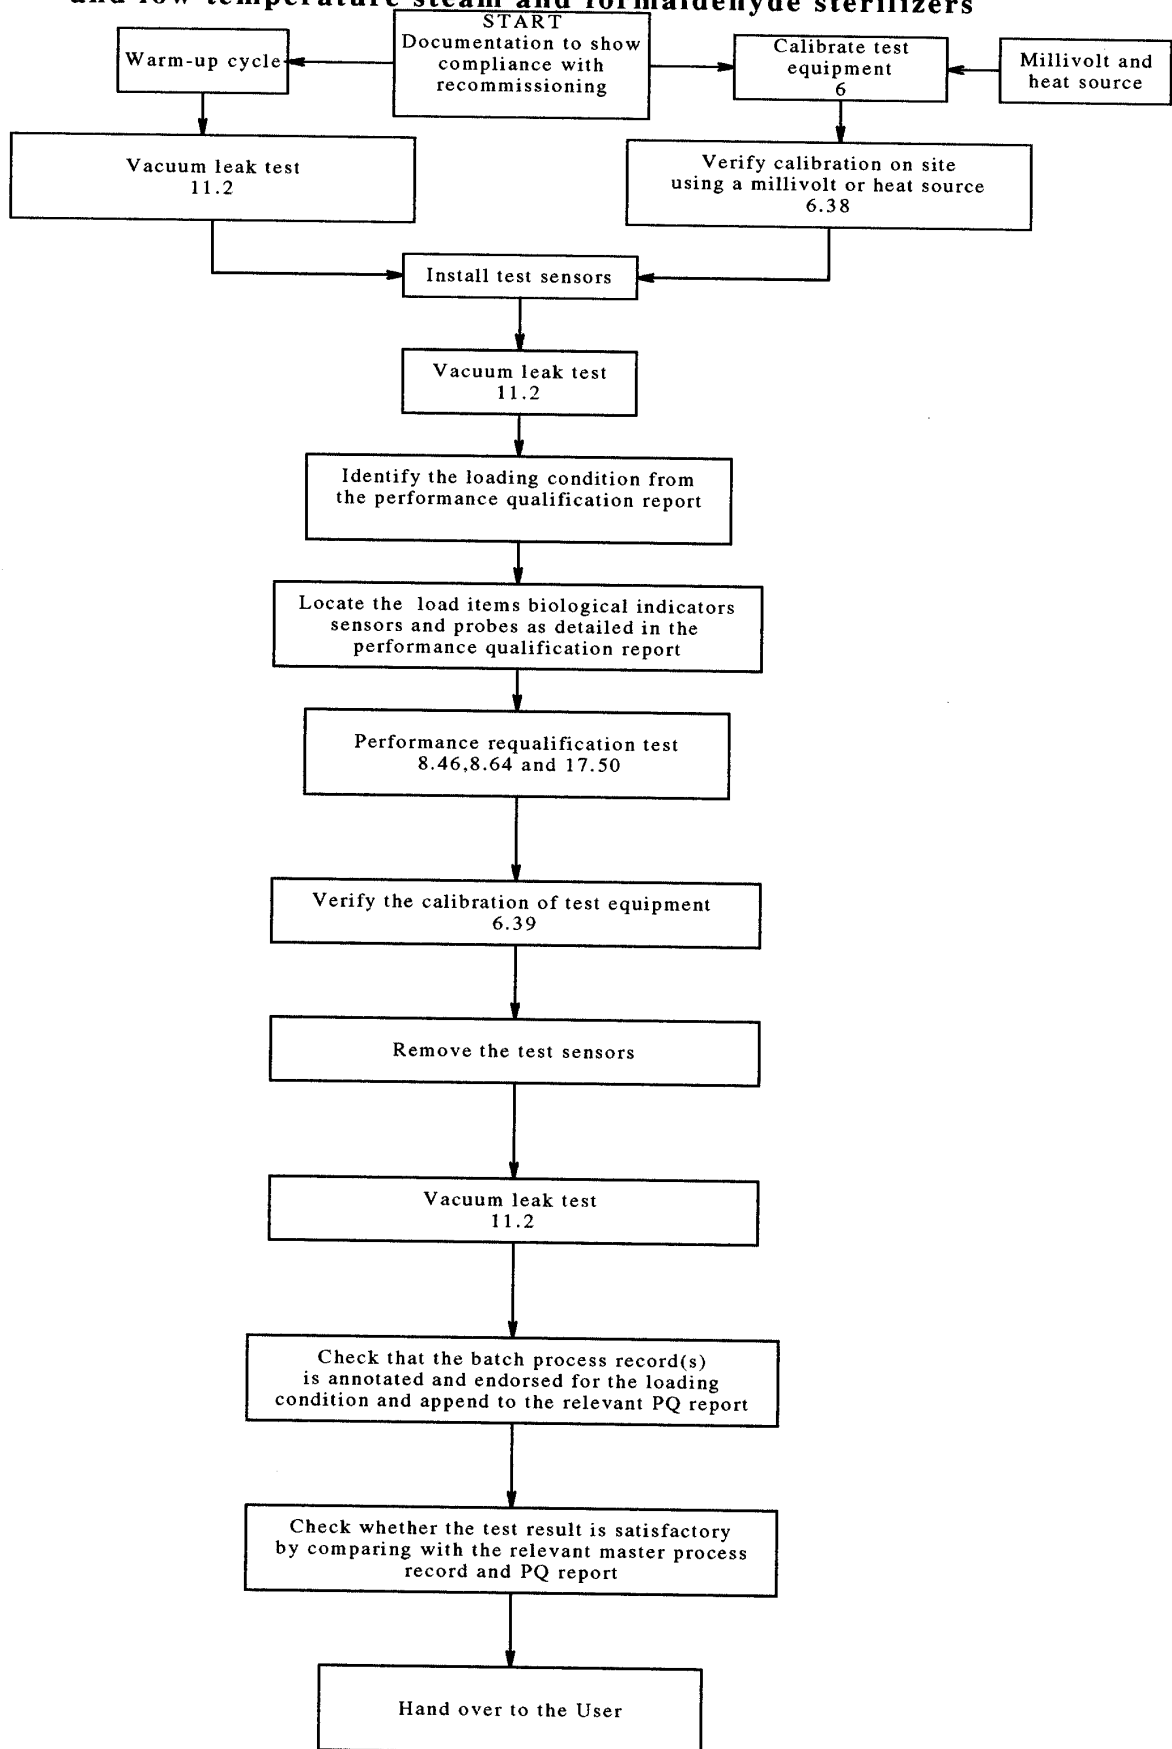 and low temperature steam and formaldehyde sterilizers
START
Documentation to show
compliance with
recommissioning
Warm-up cycle
Calibrate test
equipment
6
Millivolt and
heat source
Vacuum leak test
11.2
Verify calibration on site
using a millivolt or heat source
6.38
Install test sensors
Vacuum leak test
11.2
Identify the loading condition from
the performance qualification report
Locate the load items biological indicators
sensors and probes as detailed in the
performance qualification report
Performance requalification test
8.46,8.64 and 17.50
Verify the calibration of test equipment
6.39
Remove the test sensors
Vacuum leak test
11.2
Check that the batch process record(s)
is annotated and endorsed for the loading
condition and append to the relevant PQ report
Check whether the test result is satisfactory
by comparing with the relevant master process
record and PQ report
Hand over to the User